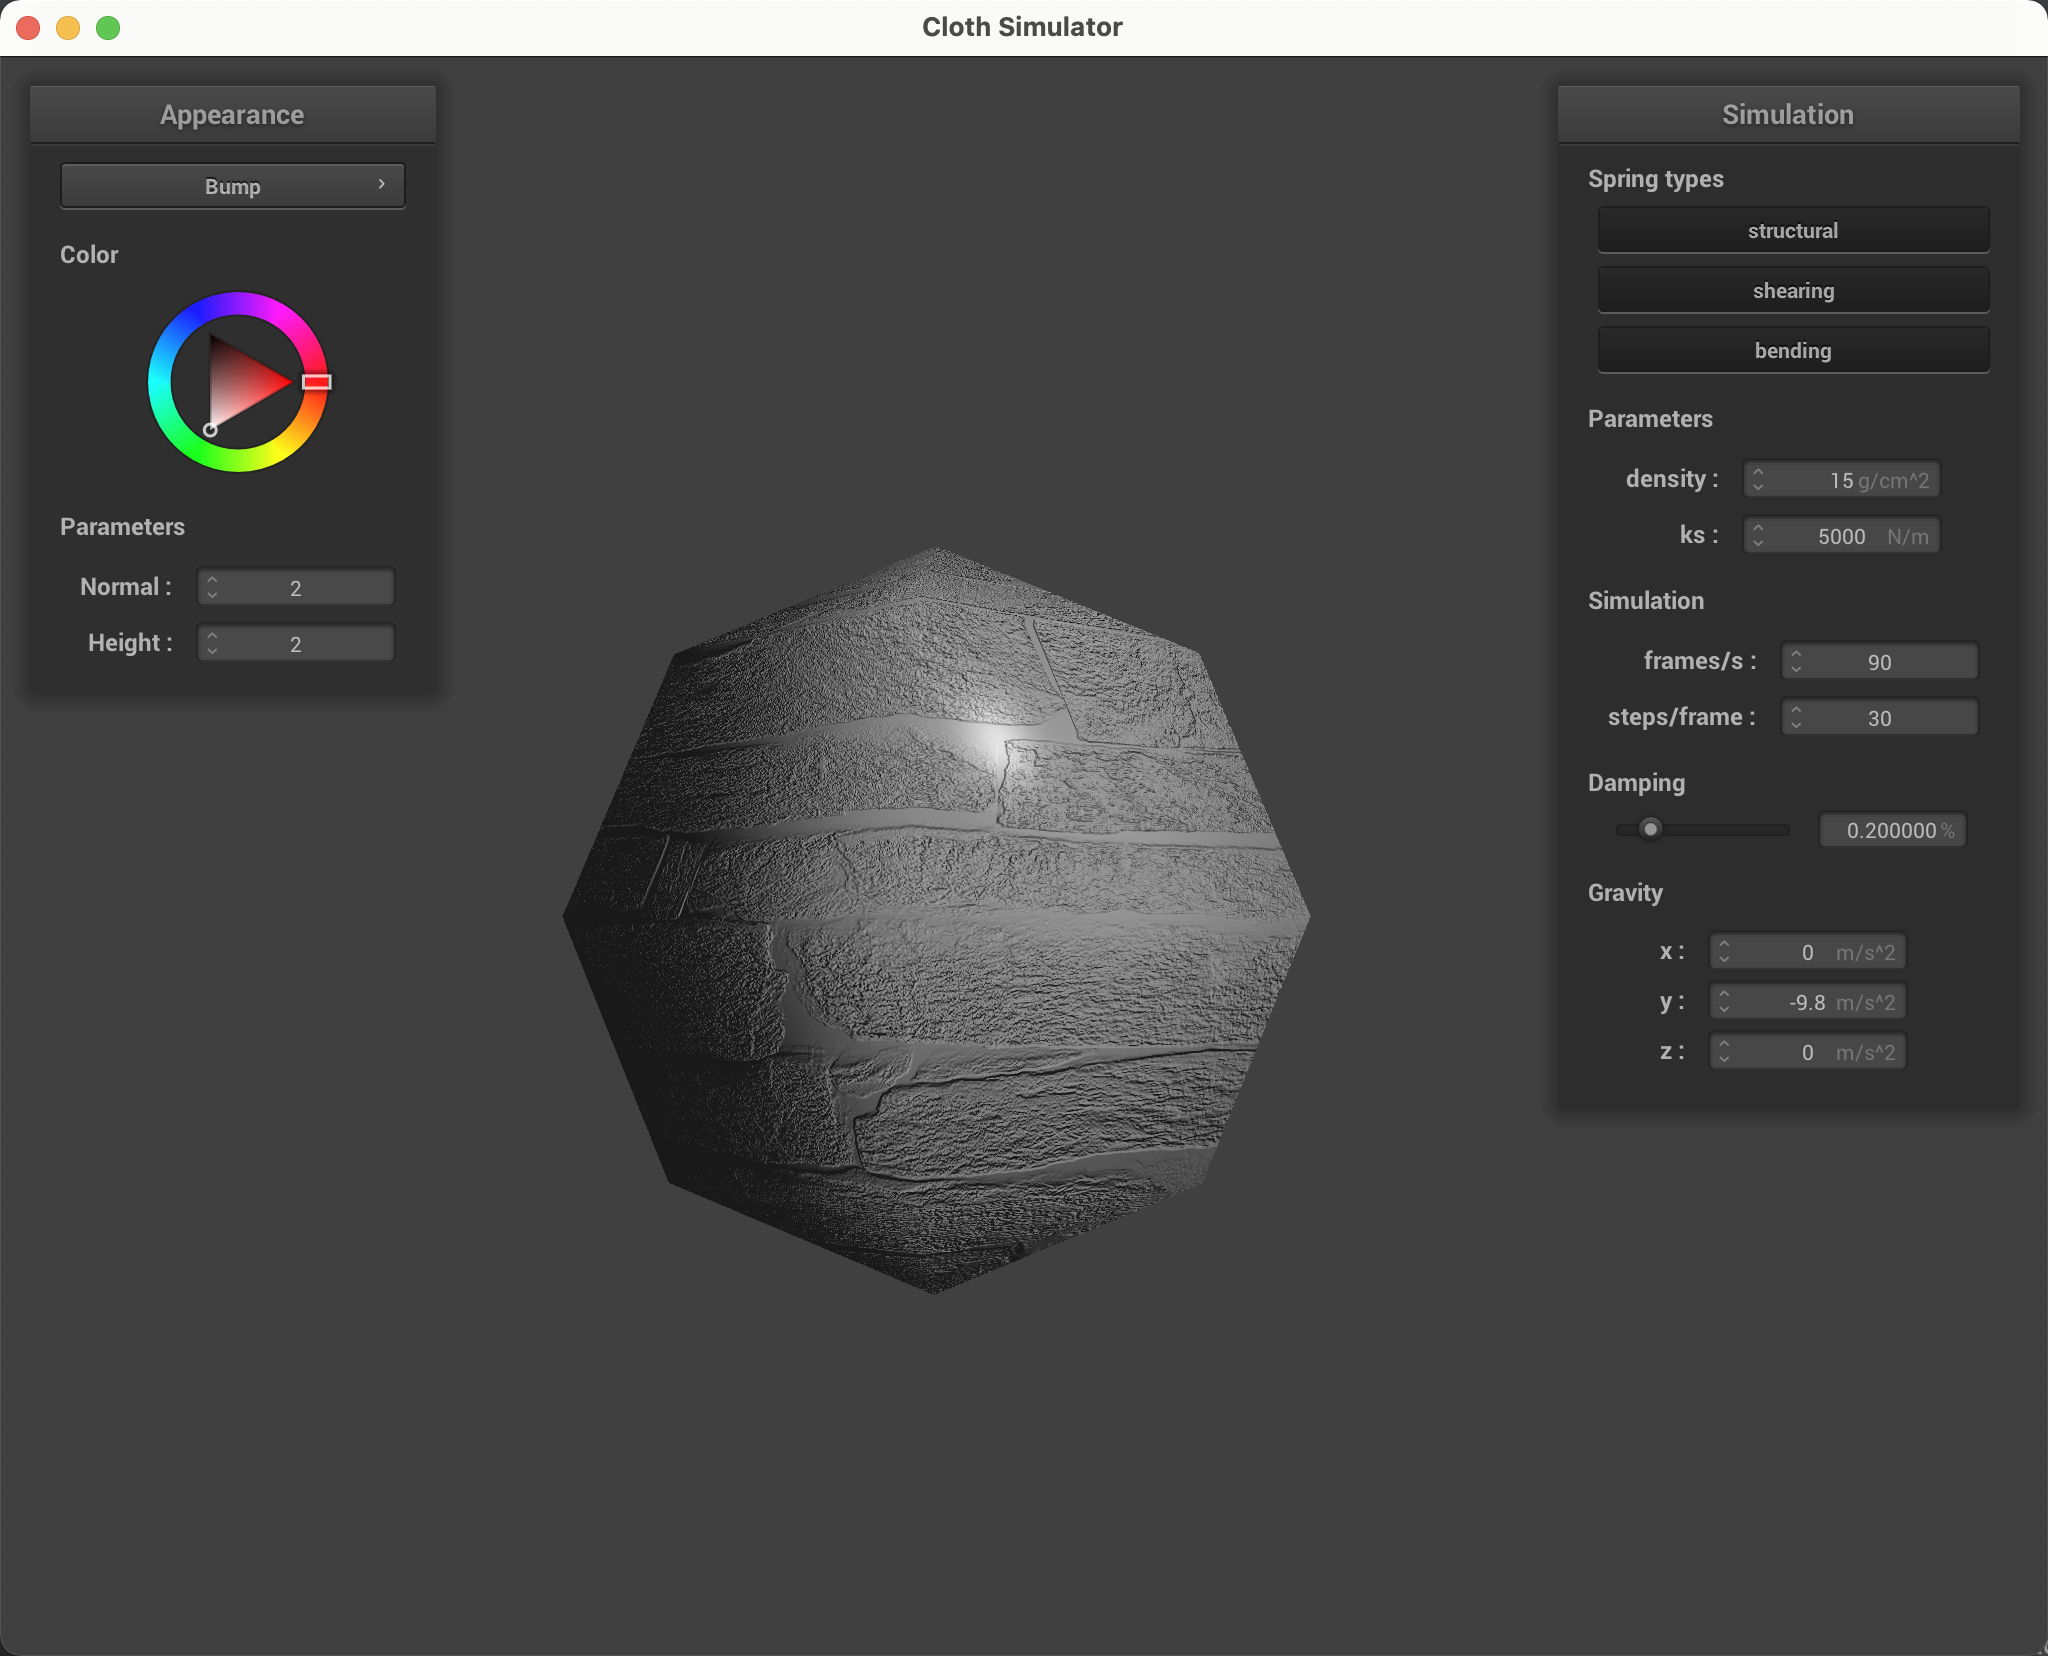 Cloth Simulator
Appearance
Bump
Color
Parameters
Normal : 2
Height : 2
Simulation
Spring types
structural
shearing
bending
Parameters
density : 15 g/cm^2
ks : 5000 N/m
Simulation
frames/s : 90
steps/frame : 30
Damping
0.200000 %
Gravity
x : 0 m/s^2
y : -9.8 m/s^2
z : 0 m/s^2